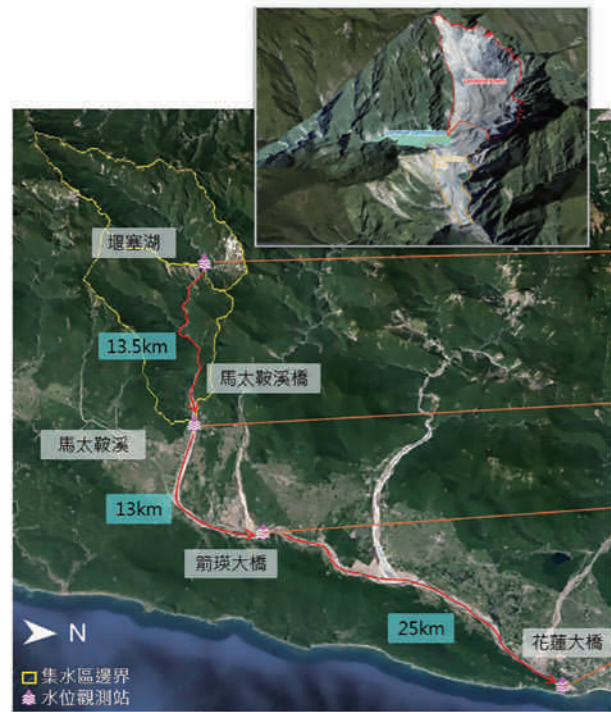 堰塞湖
13.5km
馬太鞍溪橋
馬太鞍溪
13km
箭瑛大橋
25km
花蓮大橋
N
集水區邊界
水位觀測站